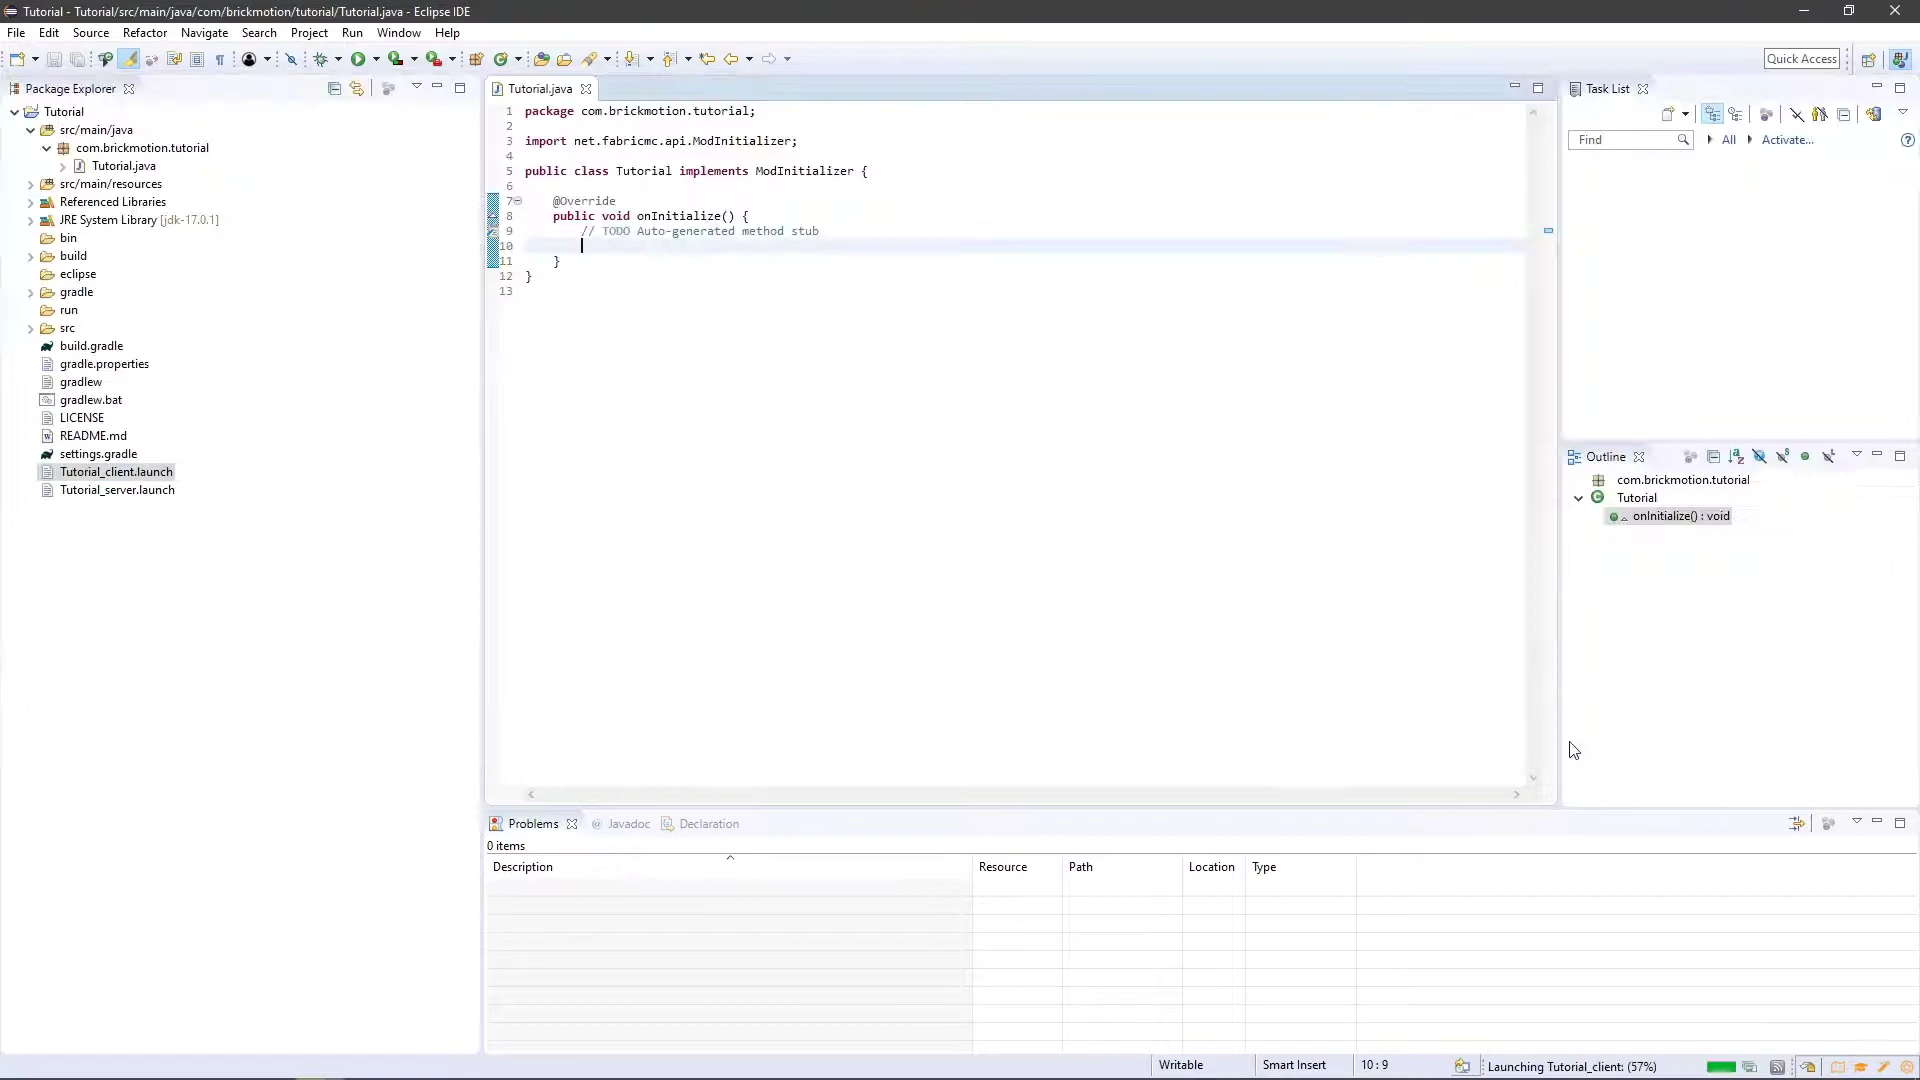 Tutorial - Tutorial/src/main/java/com/brickmotion/tutorial/Tutorial.java - Eclipse IDE
File Edit Source Refactor Navigate Search Project Run Window Help
Quick Access
Package Explorer
Tutorial
src/main/java
com.brickmotion.tutorial
Tutorial.java
src/main/resources
Referenced Libraries
JRE System Library [jdk-17.0.1]
bin
build
eclipse
gradle
run
src
build.gradle
gradle.properties
gradlew
gradlew.bat
LICENSE
README.md
settings.gradle
Tutorial_client.launch
Tutorial_server.launch
Tutorial.java
1 package com.brickmotion.tutorial;
2
3 import net.fabricmc.api.ModInitializer;
4
5 public class Tutorial implements ModInitializer {
6
7 @Override
8 public void onInitialize() {
9 // TODO Auto-generated method stub
10
11 }
12 }
13
Task List
Find All Activate...
Outline
com.brickmotion.tutorial
Tutorial
onInitialize() : void
Problems @ Javadoc Declaration
0 items
Description Resource Path Location Type
Writable Smart Insert 10 : 9 Launching Tutorial_client: (57%)